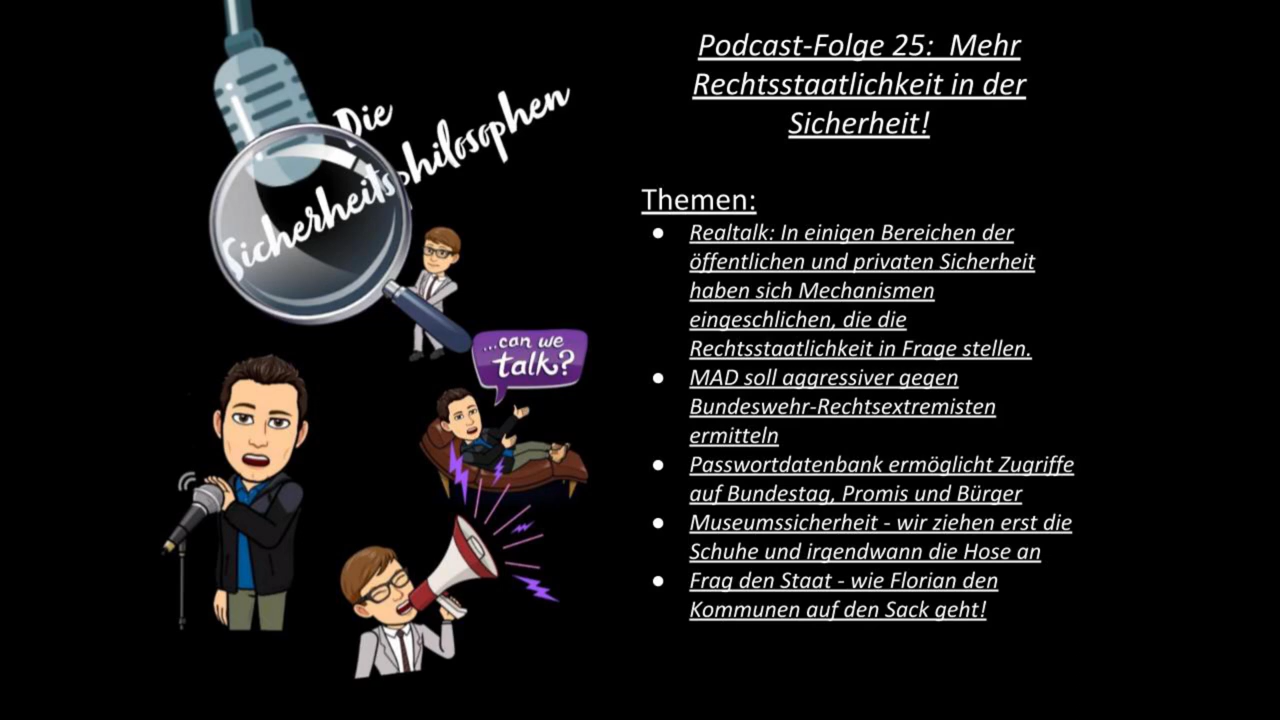 Die
Sicherheitsphilosophen
...can we
talk?
Podcast-Folge 25:  Mehr
Rechtsstaatlichkeit in der
Sicherheit!
Themen:
● Realtalk: In einigen Bereichen der
öffentlichen und privaten Sicherheit
haben sich Mechanismen
eingeschlichen, die die
Rechtsstaatlichkeit in Frage stellen.
● MAD soll aggressiver gegen
Bundeswehr-Rechtsextremisten
ermitteln
● Passwortdatenbank ermöglicht Zugriffe
auf Bundestag, Promis und Bürger
● Museumssicherheit - wir ziehen erst die
Schuhe und irgendwann die Hose an
● Frag den Staat - wie Florian den
Kommunen auf den Sack geht!